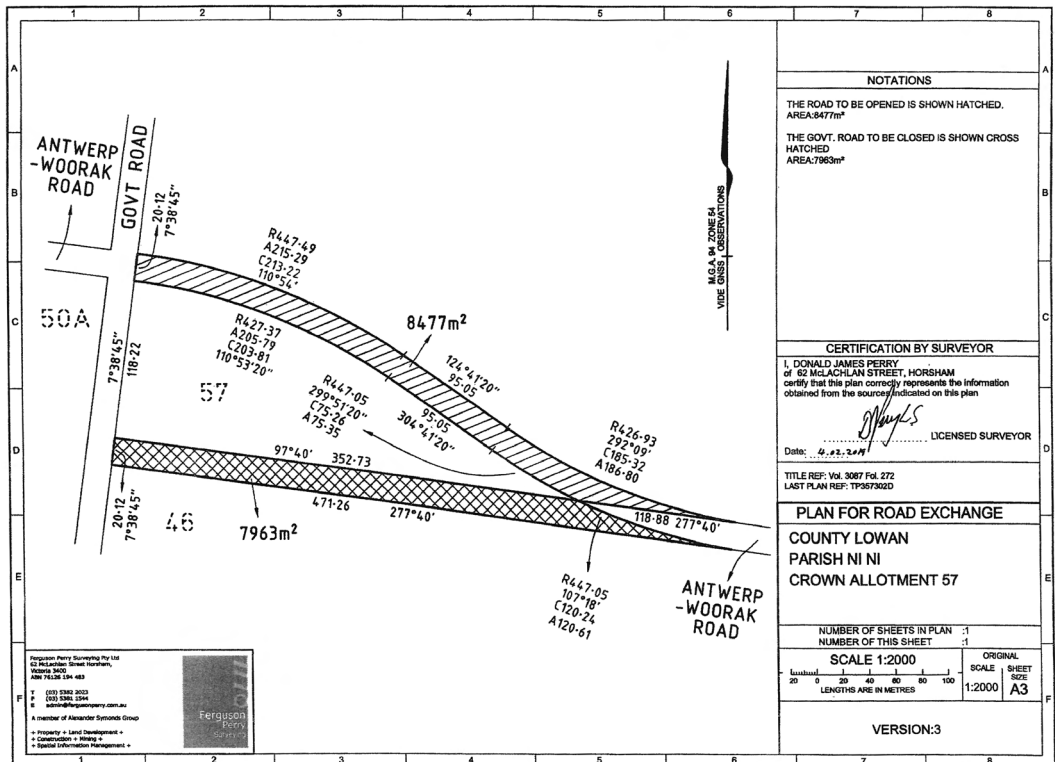 1 2 3 4 5 6 7 8
A
B
C
D
E
F
ANTWERP
-WOORAK
ROAD
GOVT ROAD
20·12
7°38'45"
R447·49
A215·29
C213·22
110°54'
R427·37
A205·79
C203·81
110°53'20"
8477m²
124°41'20"
95·05
50A
7°38'45"
118·22
57
R447·05
299°51'20"
C75·26
A75·35
95·05
304°41'20"
R426·93
292°09'
C185·32
A186·80
97°40' 352·73
471·26 277°40'
118·88 277°40'
20·12
7°38'45"
46
7963m²
R447·05
107°18'
C120·24
A120·61
ANTWERP
-WOORAK
ROAD
M.G.A. 94 ZONE 54
VIDE GNSS OBSERVATIONS
NOTATIONS
THE ROAD TO BE OPENED IS SHOWN HATCHED.
AREA:8477m²
THE GOVT. ROAD TO BE CLOSED IS SHOWN CROSS
HATCHED
AREA:7963m²
CERTIFICATION BY SURVEYOR
I, DONALD JAMES PERRY
of 62 McLACHLAN STREET, HORSHAM
certify that this plan correctly represents the information
obtained from the sources indicated on this plan
LICENSED SURVEYOR
Date:
TITLE REF: Vol. 3087 Fol. 272
LAST PLAN REF: TP357302D
PLAN FOR ROAD EXCHANGE
COUNTY LOWAN
PARISH NI NI
CROWN ALLOTMENT 57
NUMBER OF SHEETS IN PLAN :1
NUMBER OF THIS SHEET :1
SCALE 1:2000
20 0 20 40 60 80 100
LENGTHS ARE IN METRES
ORIGINAL
SCALE SHEET SIZE
1:2000 A3
VERSION:3
Ferguson Perry Surveying Pty Ltd
62 McLachlan Street Horsham,
Victoria 3400
ABN 76126 194 483
T (03) 5382 2023
F (03) 5381 1544
E admin@fergusonperry.com.au
A member of Alexander Symonds Group
+ Property + Land Development +
+ Construction + Mining +
+ Spatial Information Management +
Ferguson
Perry
Surveying
1 2 3 4 5 6 7 8
A
B
C
D
E
F